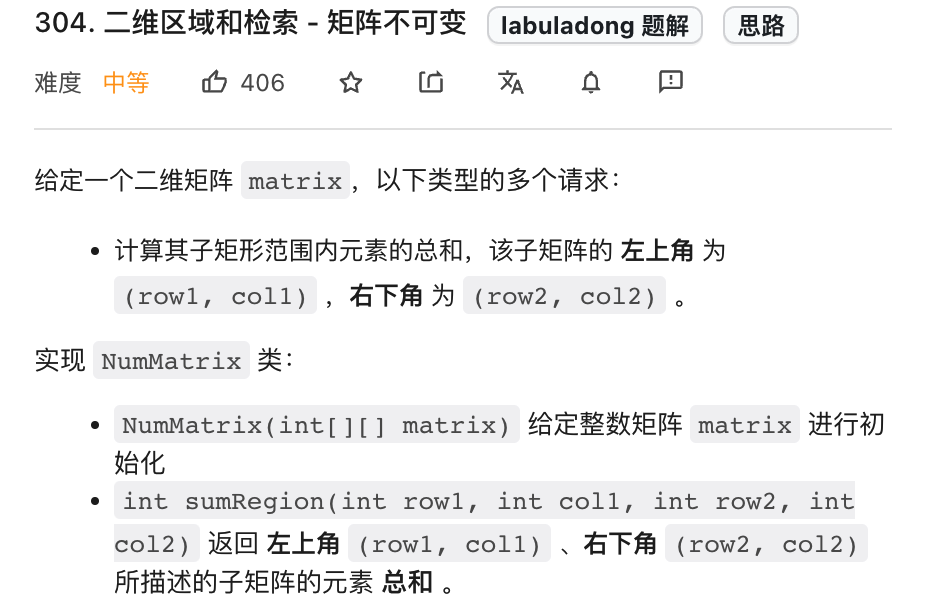 304. 二维区域和检索 - 矩阵不可变 labuladong 题解 思路
难度 中等 406
给定一个二维矩阵 matrix，以下类型的多个请求：
• 计算其子矩形范围内元素的总和，该子矩阵的 左上角 为
(row1, col1) ，右下角 为 (row2, col2) 。
实现 NumMatrix 类：
• NumMatrix(int[][] matrix) 给定整数矩阵 matrix 进行初
始化
• int sumRegion(int row1, int col1, int row2, int
col2) 返回 左上角 (row1, col1) 、右下角 (row2, col2)
所描述的子矩阵的元素 总和 。